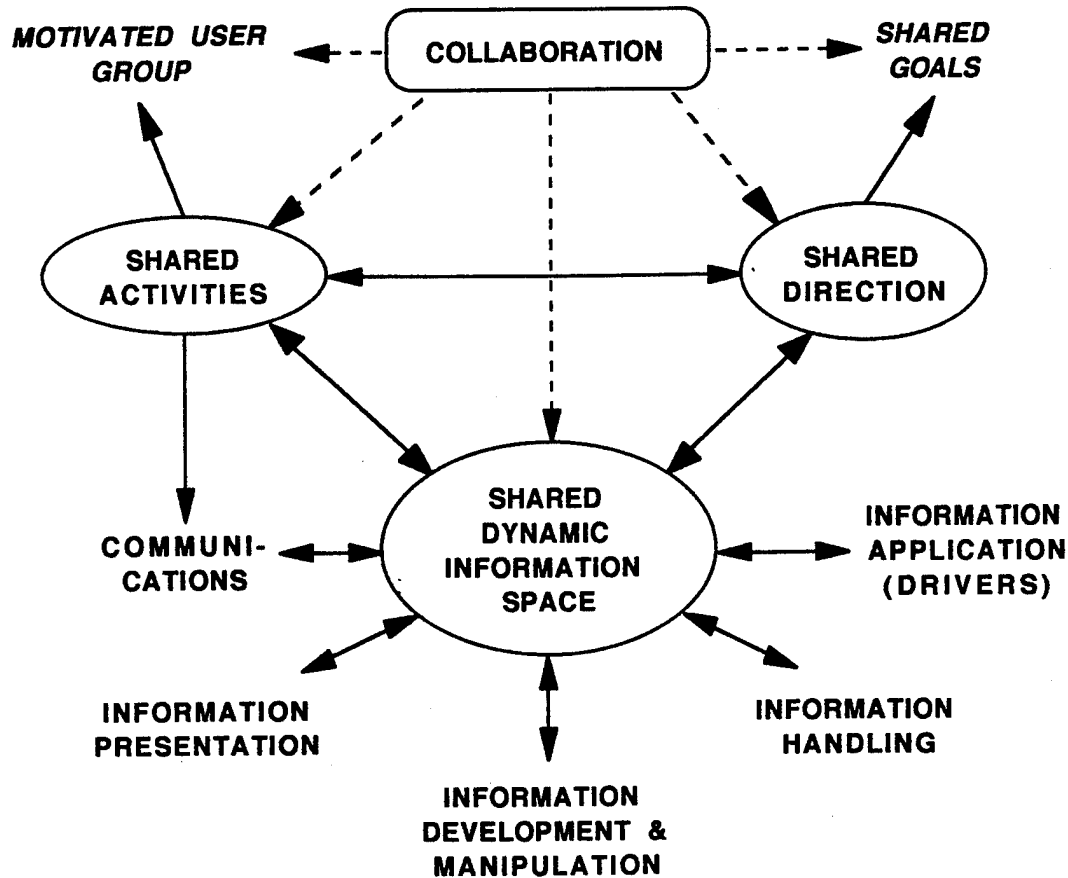 MOTIVATED USER
GROUP
COLLABORATION
SHARED
GOALS
SHARED
ACTIVITIES
SHARED
DIRECTION
SHARED
DYNAMIC
INFORMATION
SPACE
COMMUNI-
CATIONS
INFORMATION
APPLICATION
(DRIVERS)
INFORMATION
PRESENTATION
INFORMATION
HANDLING
INFORMATION
DEVELOPMENT &
MANIPULATION